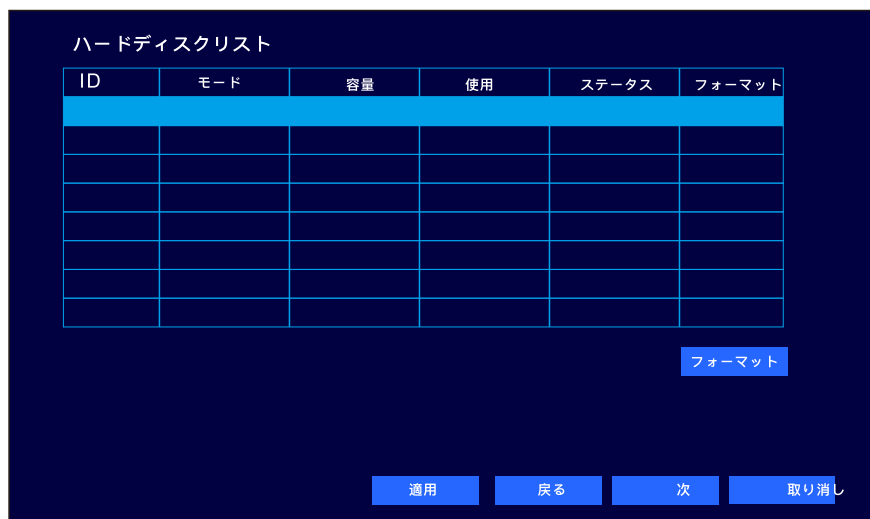 ハードディスクリスト
ID モード 容量 使用 ステータス フォーマット
フォーマット
適用 戻る 次 取り消し